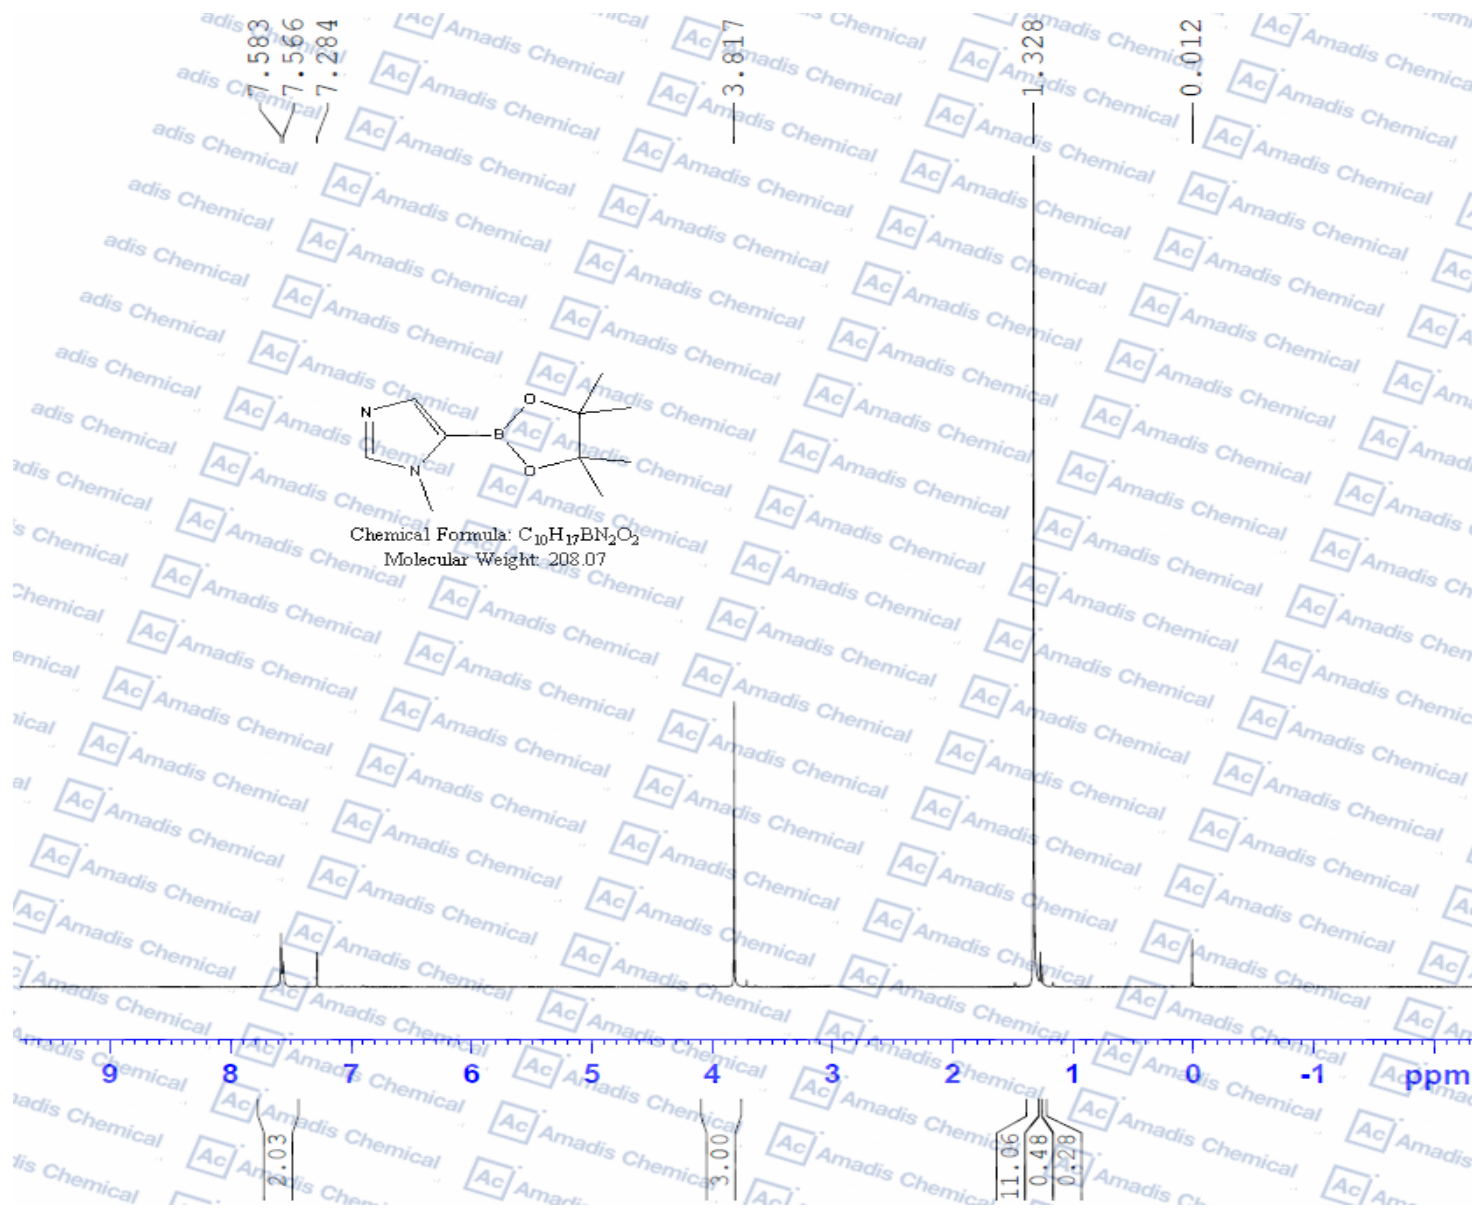 7.583
7.566
7.284
3.817
1.328
0.012
Ac Amadis Chemical
N
N
B
O
O
Chemical Formula: C₁₀H₁₇BN₂O₂
Molecular Weight: 208.07
9 8 7 6 5 4 3 2 1 0 -1 ppm
2.03
3.00
11.06
0.48
0.28